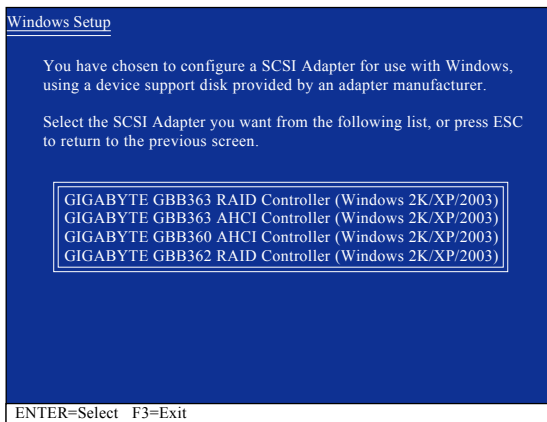 Windows Setup
You have chosen to configure a SCSI Adapter for use with Windows,
using a device support disk provided by an adapter manufacturer.
Select the SCSI Adapter you want from the following list, or press ESC
to return to the previous screen.
GIGABYTE GBB363 RAID Controller (Windows 2K/XP/2003)
GIGABYTE GBB363 AHCI Controller (Windows 2K/XP/2003)
GIGABYTE GBB360 AHCI Controller (Windows 2K/XP/2003)
GIGABYTE GBB362 RAID Controller (Windows 2K/XP/2003)
ENTER=Select F3=Exit